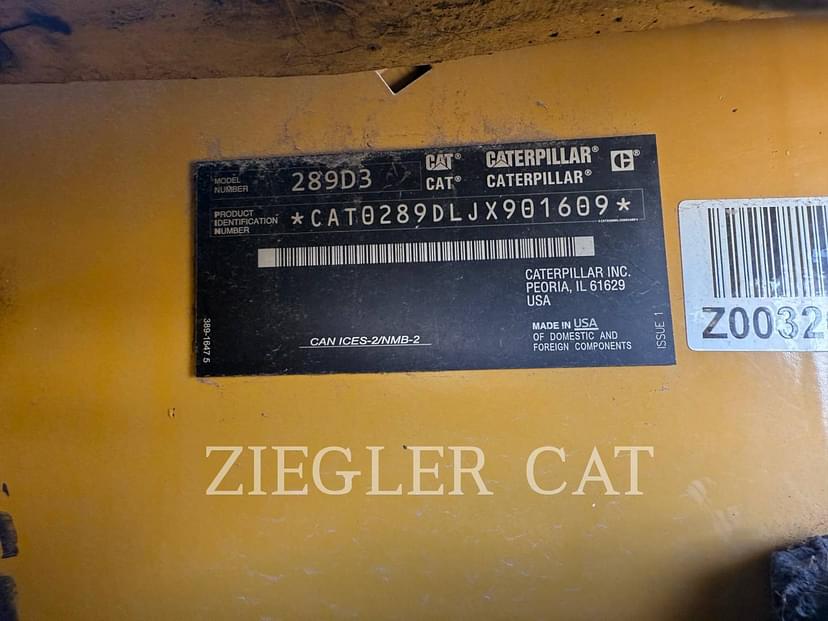 MODEL NUMBER 289D3
CAT® CATERPILLAR® C®
CAT® CATERPILLAR®
PRODUCT IDENTIFICATION NUMBER *CAT0289DLJX901609*
PIN
CATERPILLAR INC.
PEORIA, IL 61629
USA
MADE IN USA
OF DOMESTIC AND
FOREIGN COMPONENTS
CAN ICES-2/NMB-2
389-1647 5
ISSUE 1
Z0032
ZIEGLER CAT